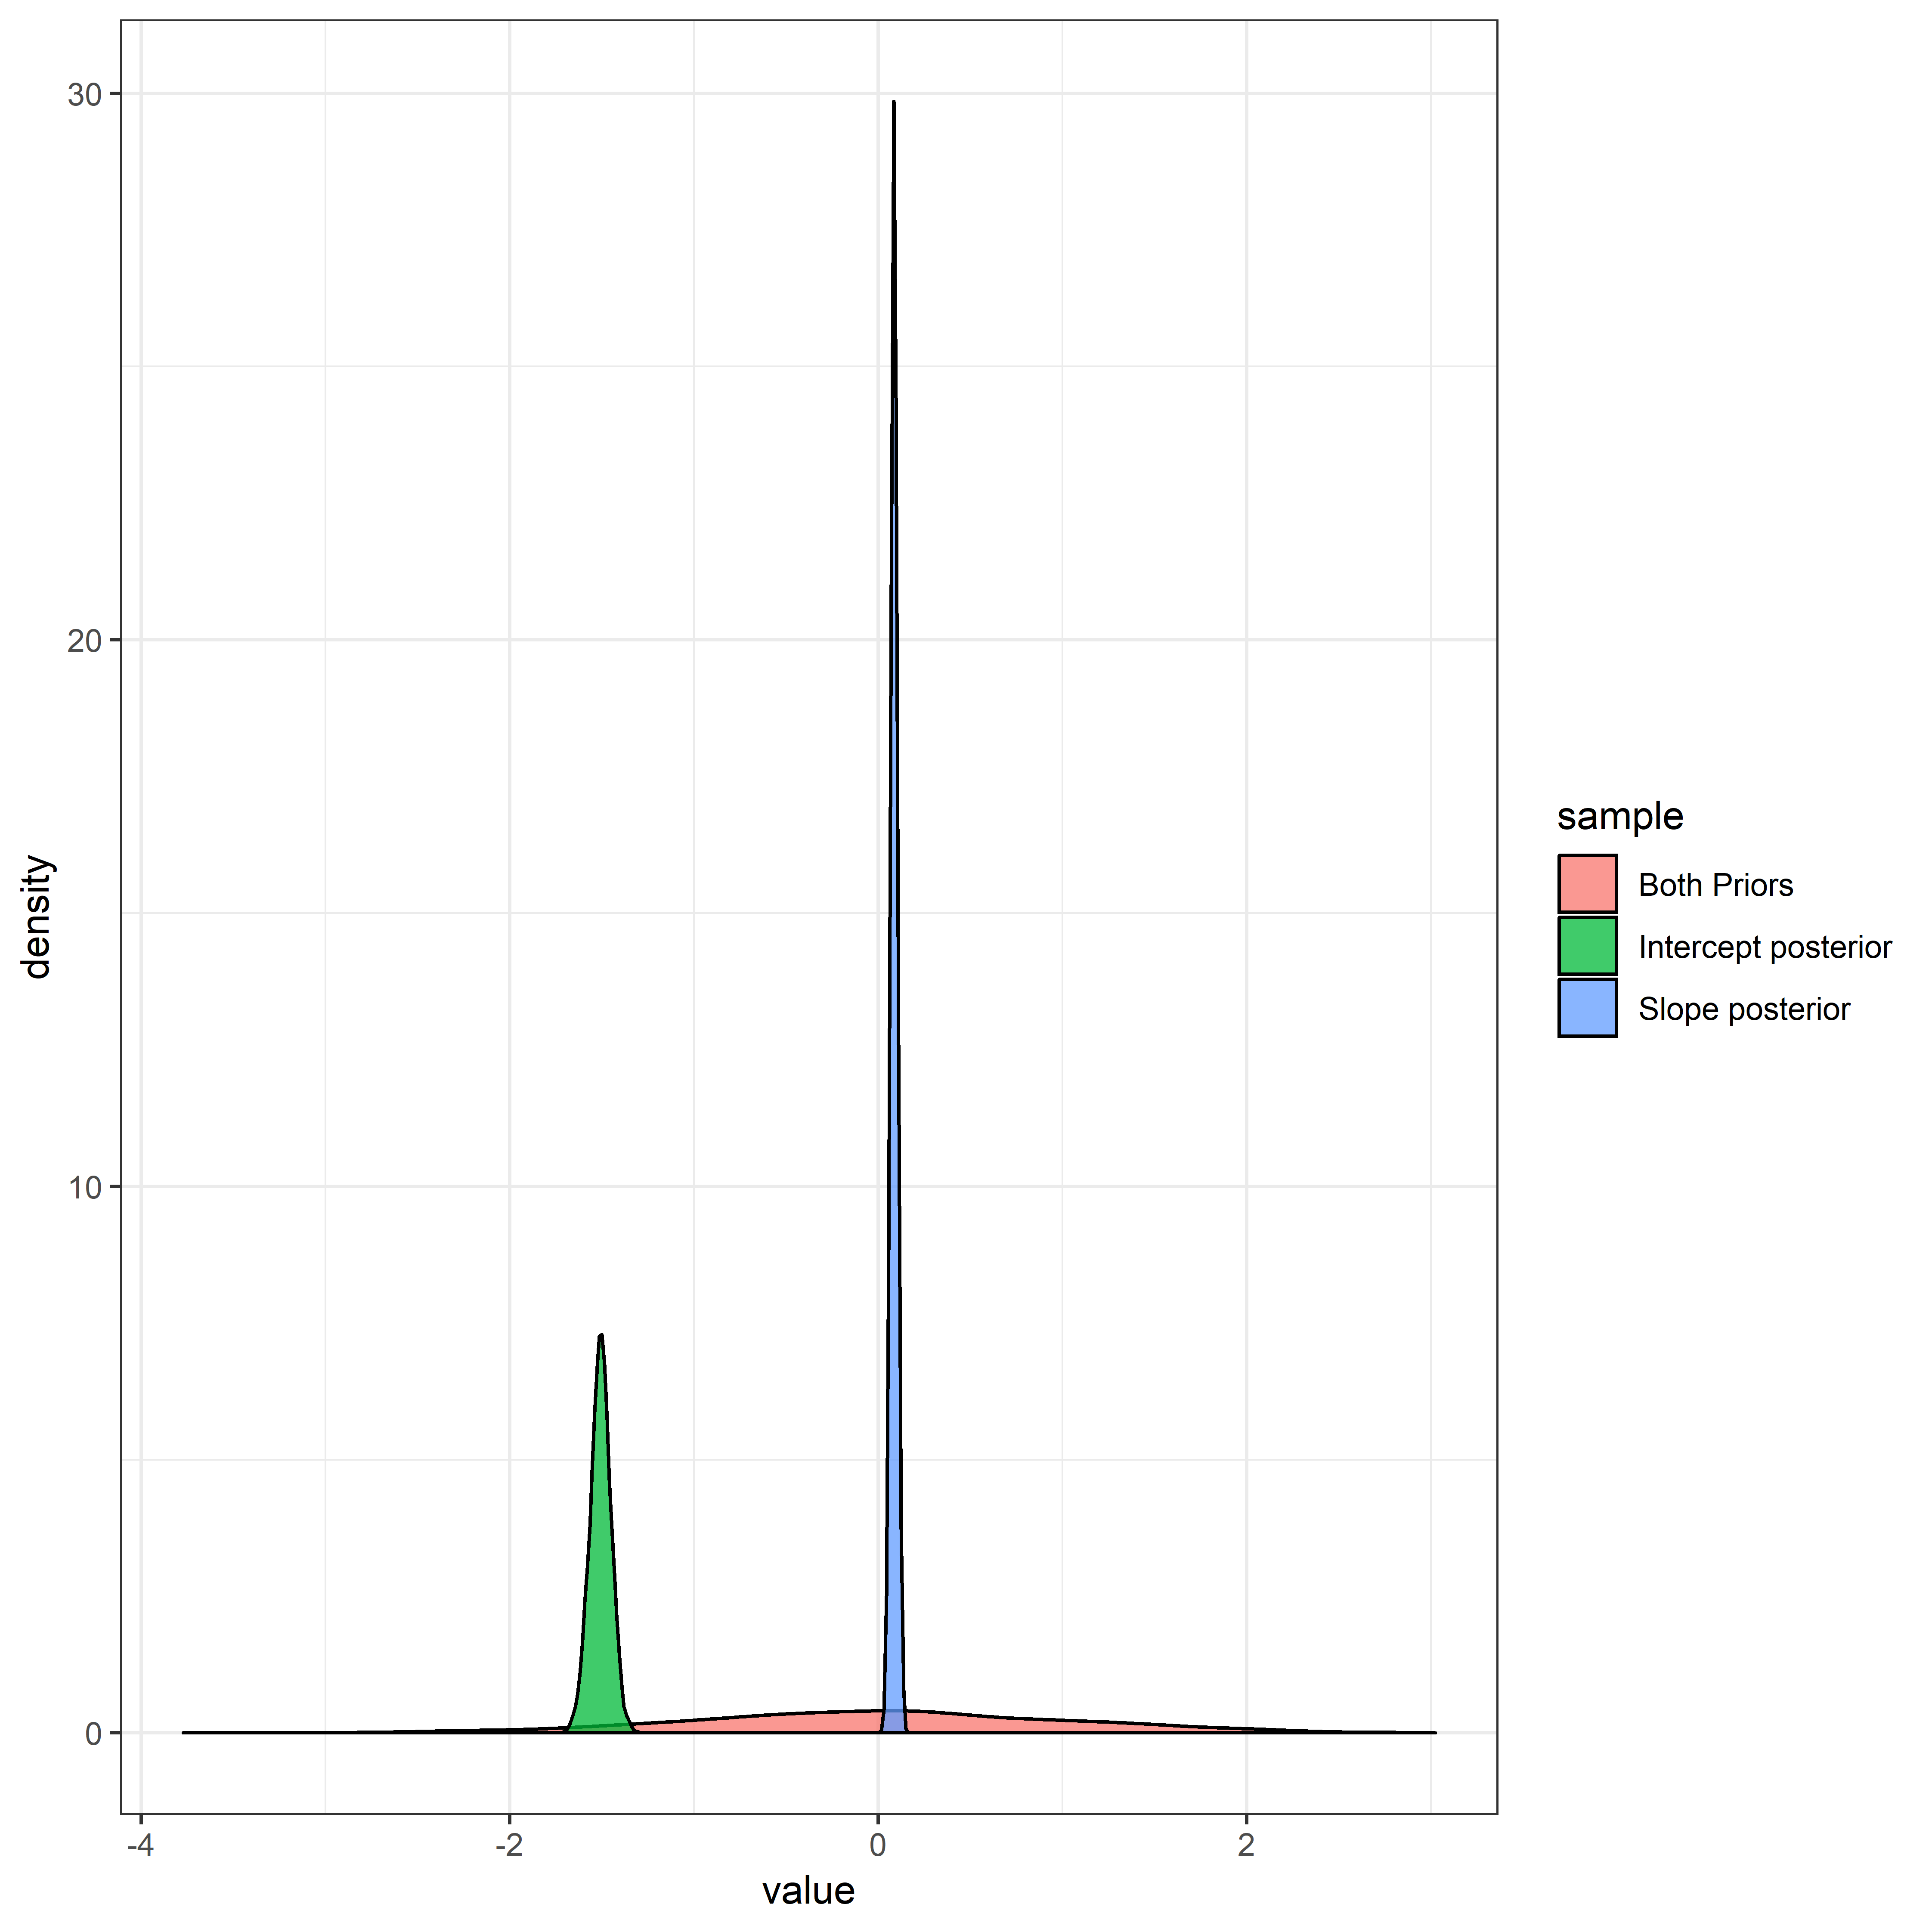 30
20
10
0
-4
-2
0
2
value
density
sample
Both Priors
Intercept posterior
Slope posterior